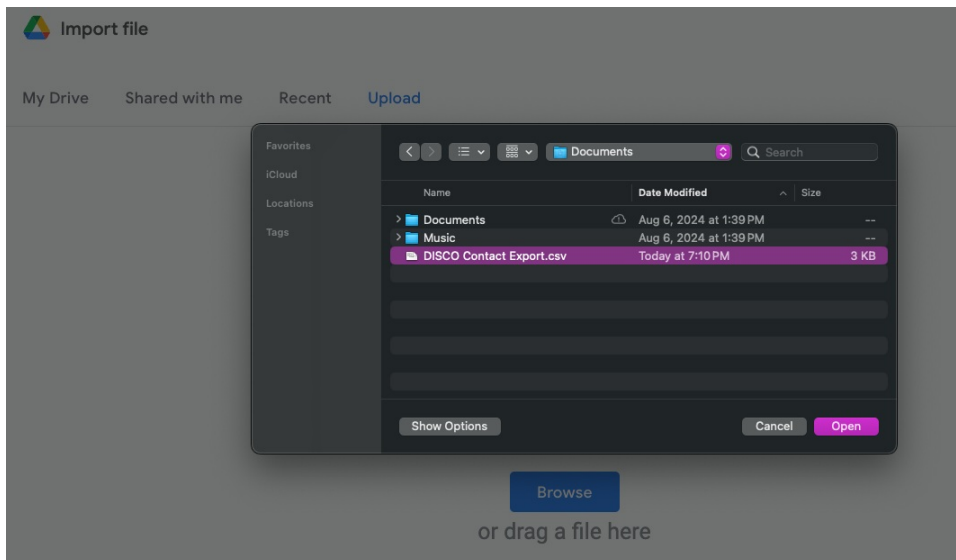 Import file
My Drive Shared with me Recent Upload
Favorites
iCloud
Locations
Tags
Documents
Search
Name Date Modified Size
Documents Aug 6, 2024 at 1:39 PM --
Music Aug 6, 2024 at 1:39 PM --
DISCO Contact Export.csv Today at 7:10 PM 3 KB
Show Options Cancel Open
Browse
or drag a file here